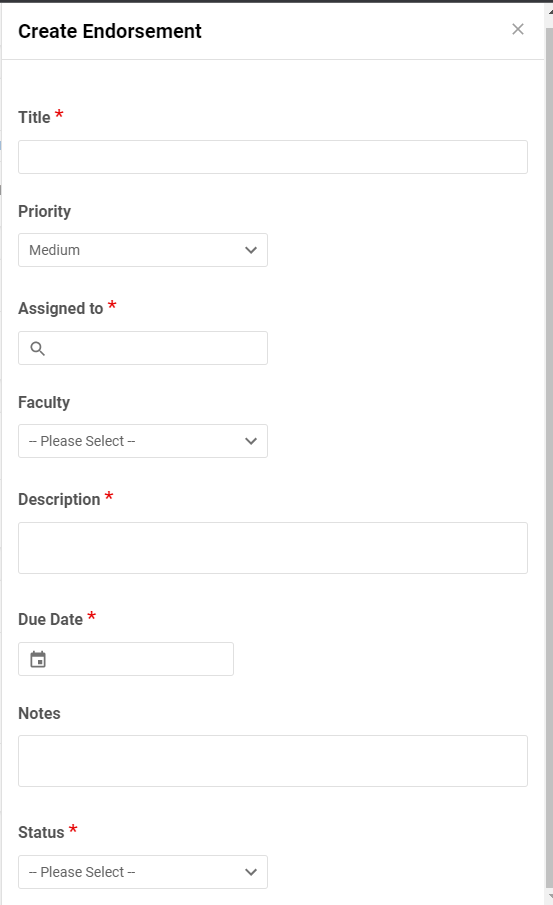 Create Endorsement
Title *
Priority
Medium
Assigned to *
Faculty
-- Please Select --
Description *
Due Date *
Notes
Status *
-- Please Select --